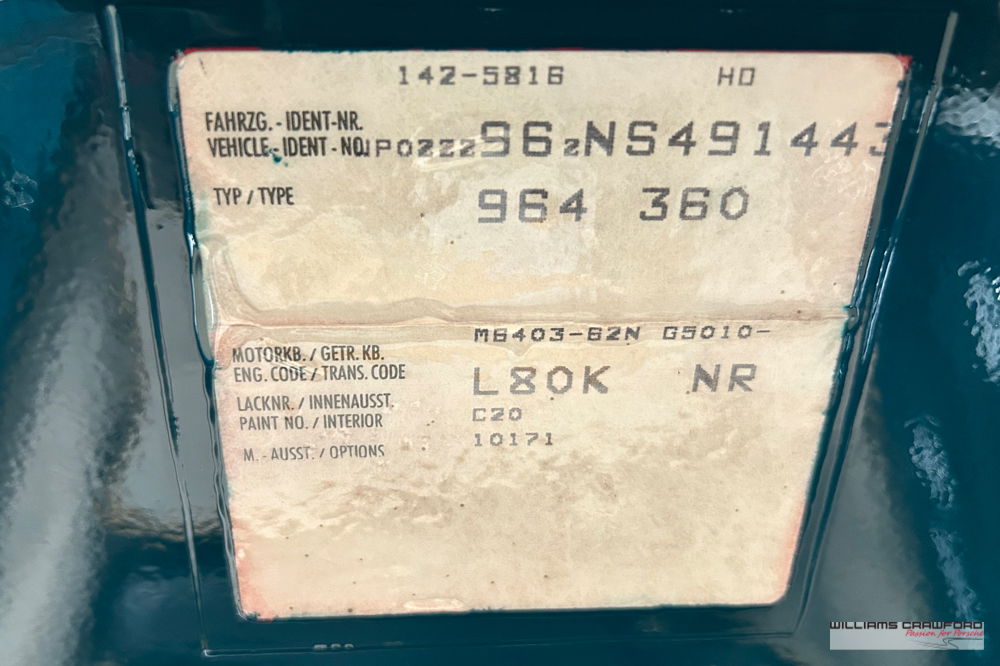 142-5816 HO
FAHRZG. - IDENT-NR.
VEHICLE - IDENT - NO. WP0ZZZ96ZNS491443
TYP / TYPE 964 360
M6403-62N G5010-
MOTORKB. / GETR. KB.
ENG. CODE / TRANS. CODE L80K NR
LACKNR. / INNENAUSST. C20
PAINT NO. / INTERIOR
10171
M. - AUSST. / OPTIONS
WILLIAMS CRAWFORD
Passion for Porsche